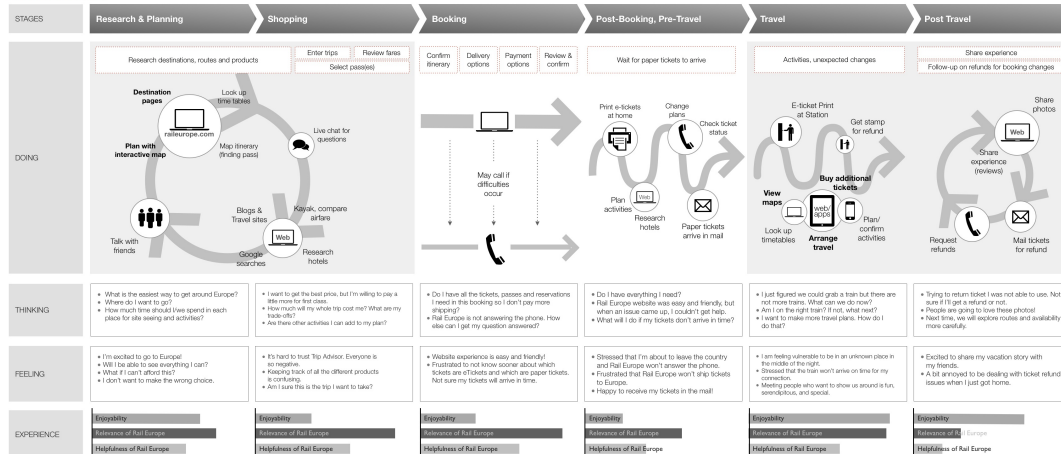 STAGES
Research & Planning
Shopping
Booking
Post-Booking, Pre-Travel
Travel
Post Travel
DOING
Research destinations, routes and products
Enter trips
Review fares
Select pass(es)
Destination
pages
Look up
time tables
raileurope.com
Plan with
interactive map
Map itinerary
(finding pass)
Live chat for
questions
Talk with
friends
Blogs &
Travel sites
Google
searches
Kayak, compare
airfare
Web
Research
hotels
Confirm
itinerary
Delivery
options
Payment
options
Review &
confirm
May call if
difficulties
occur
Wait for paper tickets to arrive
Print e-tickets
at home
Change
plans
Check ticket
status
Plan
activities
Web
Research
hotels
Paper tickets
arrive in mail
Activities, unexpected changes
E-ticket Print
at Station
Get stamp
for refund
Buy additional
tickets
View
maps
web/
apps
Look up
timetables
Plan/
confirm
activities
Arrange
travel
Share experience
Follow-up on refunds for booking changes
Share
photos
Web
Share
experience
(reviews)
Request
refunds
Mail tickets
for refund
THINKING
• What is the easiest way to get around Europe?
• Where do I want to go?
• How much time should I/we spend in each
place for site seeing and activities?
• I want to get the best price, but I'm willing to pay a
little more for first class.
• How much will my whole trip cost me? What are my
trade-offs?
• Are there other activities I can add to my plan?
• Do I have all the tickets, passes and reservations
I need in this booking so I don't pay more
shipping?
• Rail Europe is not answering the phone. How
else can I get my question answered?
• Do I have everything I need?
• Rail Europe website was easy and friendly, but
when an issue came up, I couldn't get help.
• What will I do if my tickets don't arrive in time?
• I just figured we could grab a train but there are
not more trains. What can we do now?
• Am I on the right train? If not, what next?
• I want to make more travel plans. How do I
do that?
• Trying to return ticket I was not able to use. Not
sure if I'll get a refund or not.
• People are going to love these photos!
• Next time, we will explore routes and availability
more carefully.
FEELING
• I'm excited to go to Europe!
• Will I be able to see everything I can?
• What if I can't afford this?
• I don't want to make the wrong choice.
• It's hard to trust Trip Advisor. Everyone is
so negative.
• Keeping track of all the different products
is confusing.
• Am I sure this is the trip I want to take?
• Website experience is easy and friendly!
• Frustrated to not know sooner about which
tickets are eTickets and which are paper tickets.
Not sure my tickets will arrive in time.
• Stressed that I'm about to leave the country
and Rail Europe won't answer the phone.
• Frustrated that Rail Europe won't ship tickets
to Europe.
• Happy to receive my tickets in the mail!
• I am feeling vulnerable to be in an unknown place in
the middle of the night.
• Stressed that the train won't arrive on time for my
connection.
• Meeting people who want to show us around is fun,
serendipitous, and special.
• Excited to share my vacation story with
my friends.
• A bit annoyed to be dealing with ticket refund
issues when I just got home.
EXPERIENCE
Enjoyability
Relevance of Rail Europe
Helpfulness of Rail Europe
Enjoyability
Relevance of Rail Europe
Helpfulness of Rail Europe
Enjoyability
Relevance of Rail Europe
Helpfulness of Rail Europe
Enjoyability
Relevance of Rail Europe
Helpfulness of Rail Europe
Enjoyability
Relevance of Rail Europe
Helpfulness of Rail Europe
Enjoyability
Relevance of Rail Europe
Helpfulness of Rail Europe